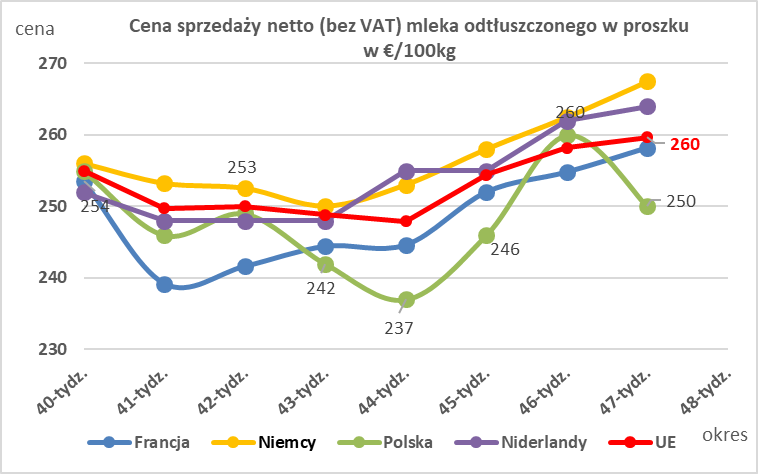 cena
Cena sprzedaży netto (bez VAT) mleka odtłuszczonego w proszku
w €/100kg
270
260
250
240
230
254
253
242
237
246
260
260
250
40-tydz.
41-tydz.
42-tydz.
43-tydz.
44-tydz.
45-tydz.
46-tydz.
47-tydz.
48-tydz.
okres
Francja
Niemcy
Polska
Niderlandy
UE